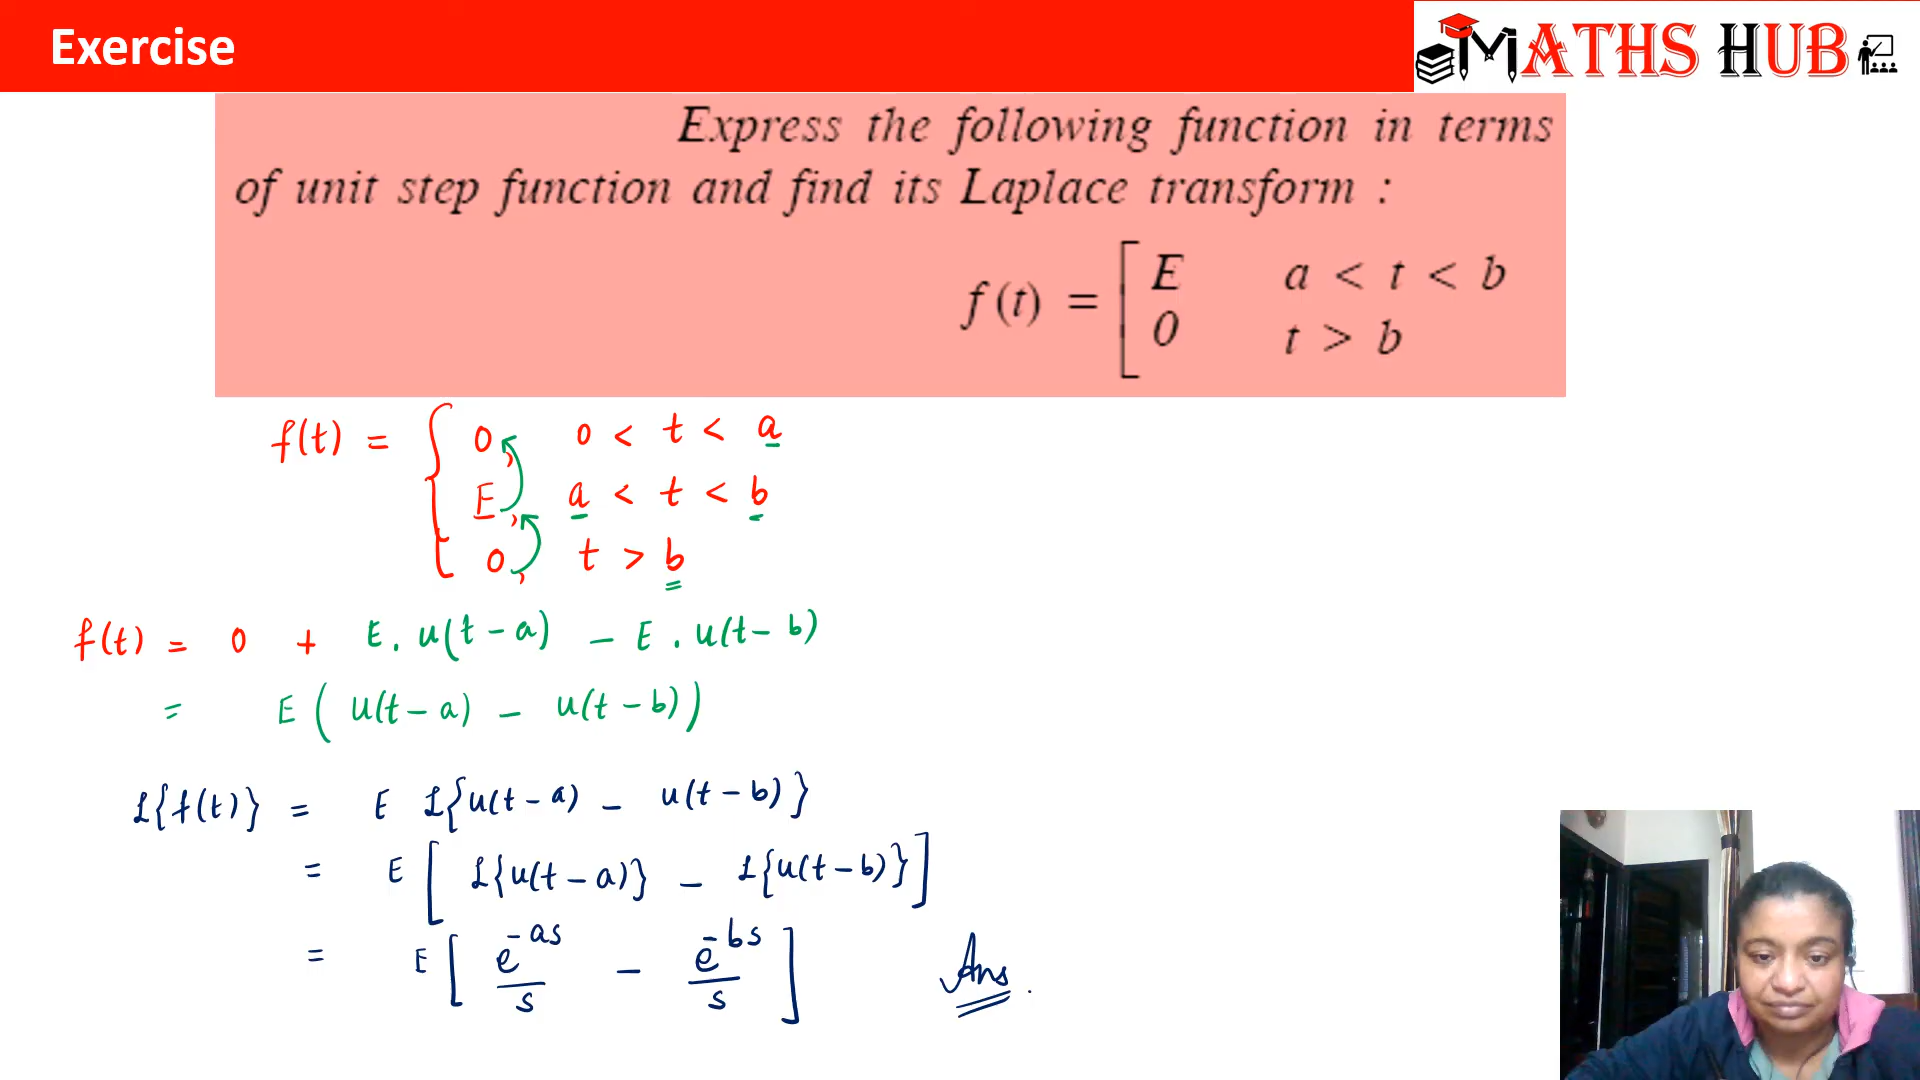 Exercise
MATHS HUB
Express the following function in terms
of unit step function and find its Laplace transform :
f(t) = [ E a < t < b
0 t > b
f(t) = { 0, 0 < t < a
E, a < t < b
0, t > b
f(t) = 0 + E. u(t-a) - E. u(t-b)
= E ( u(t-a) - u(t-b) )
L{f(t)} = E L{u(t-a) - u(t-b)}
= E [ L{u(t-a)} - L{u(t-b)} ]
= E [ e^-as/s - e^-bs/s ] Ans.